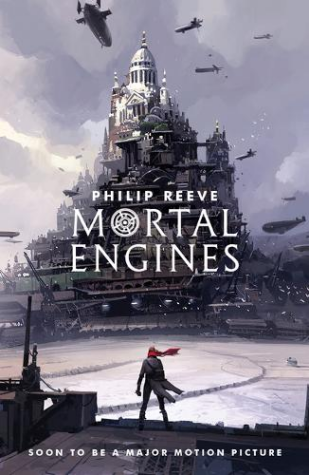 PHILIP REEVE
MORTAL
ENGINES
SOON TO BE A MAJOR MOTION PICTURE